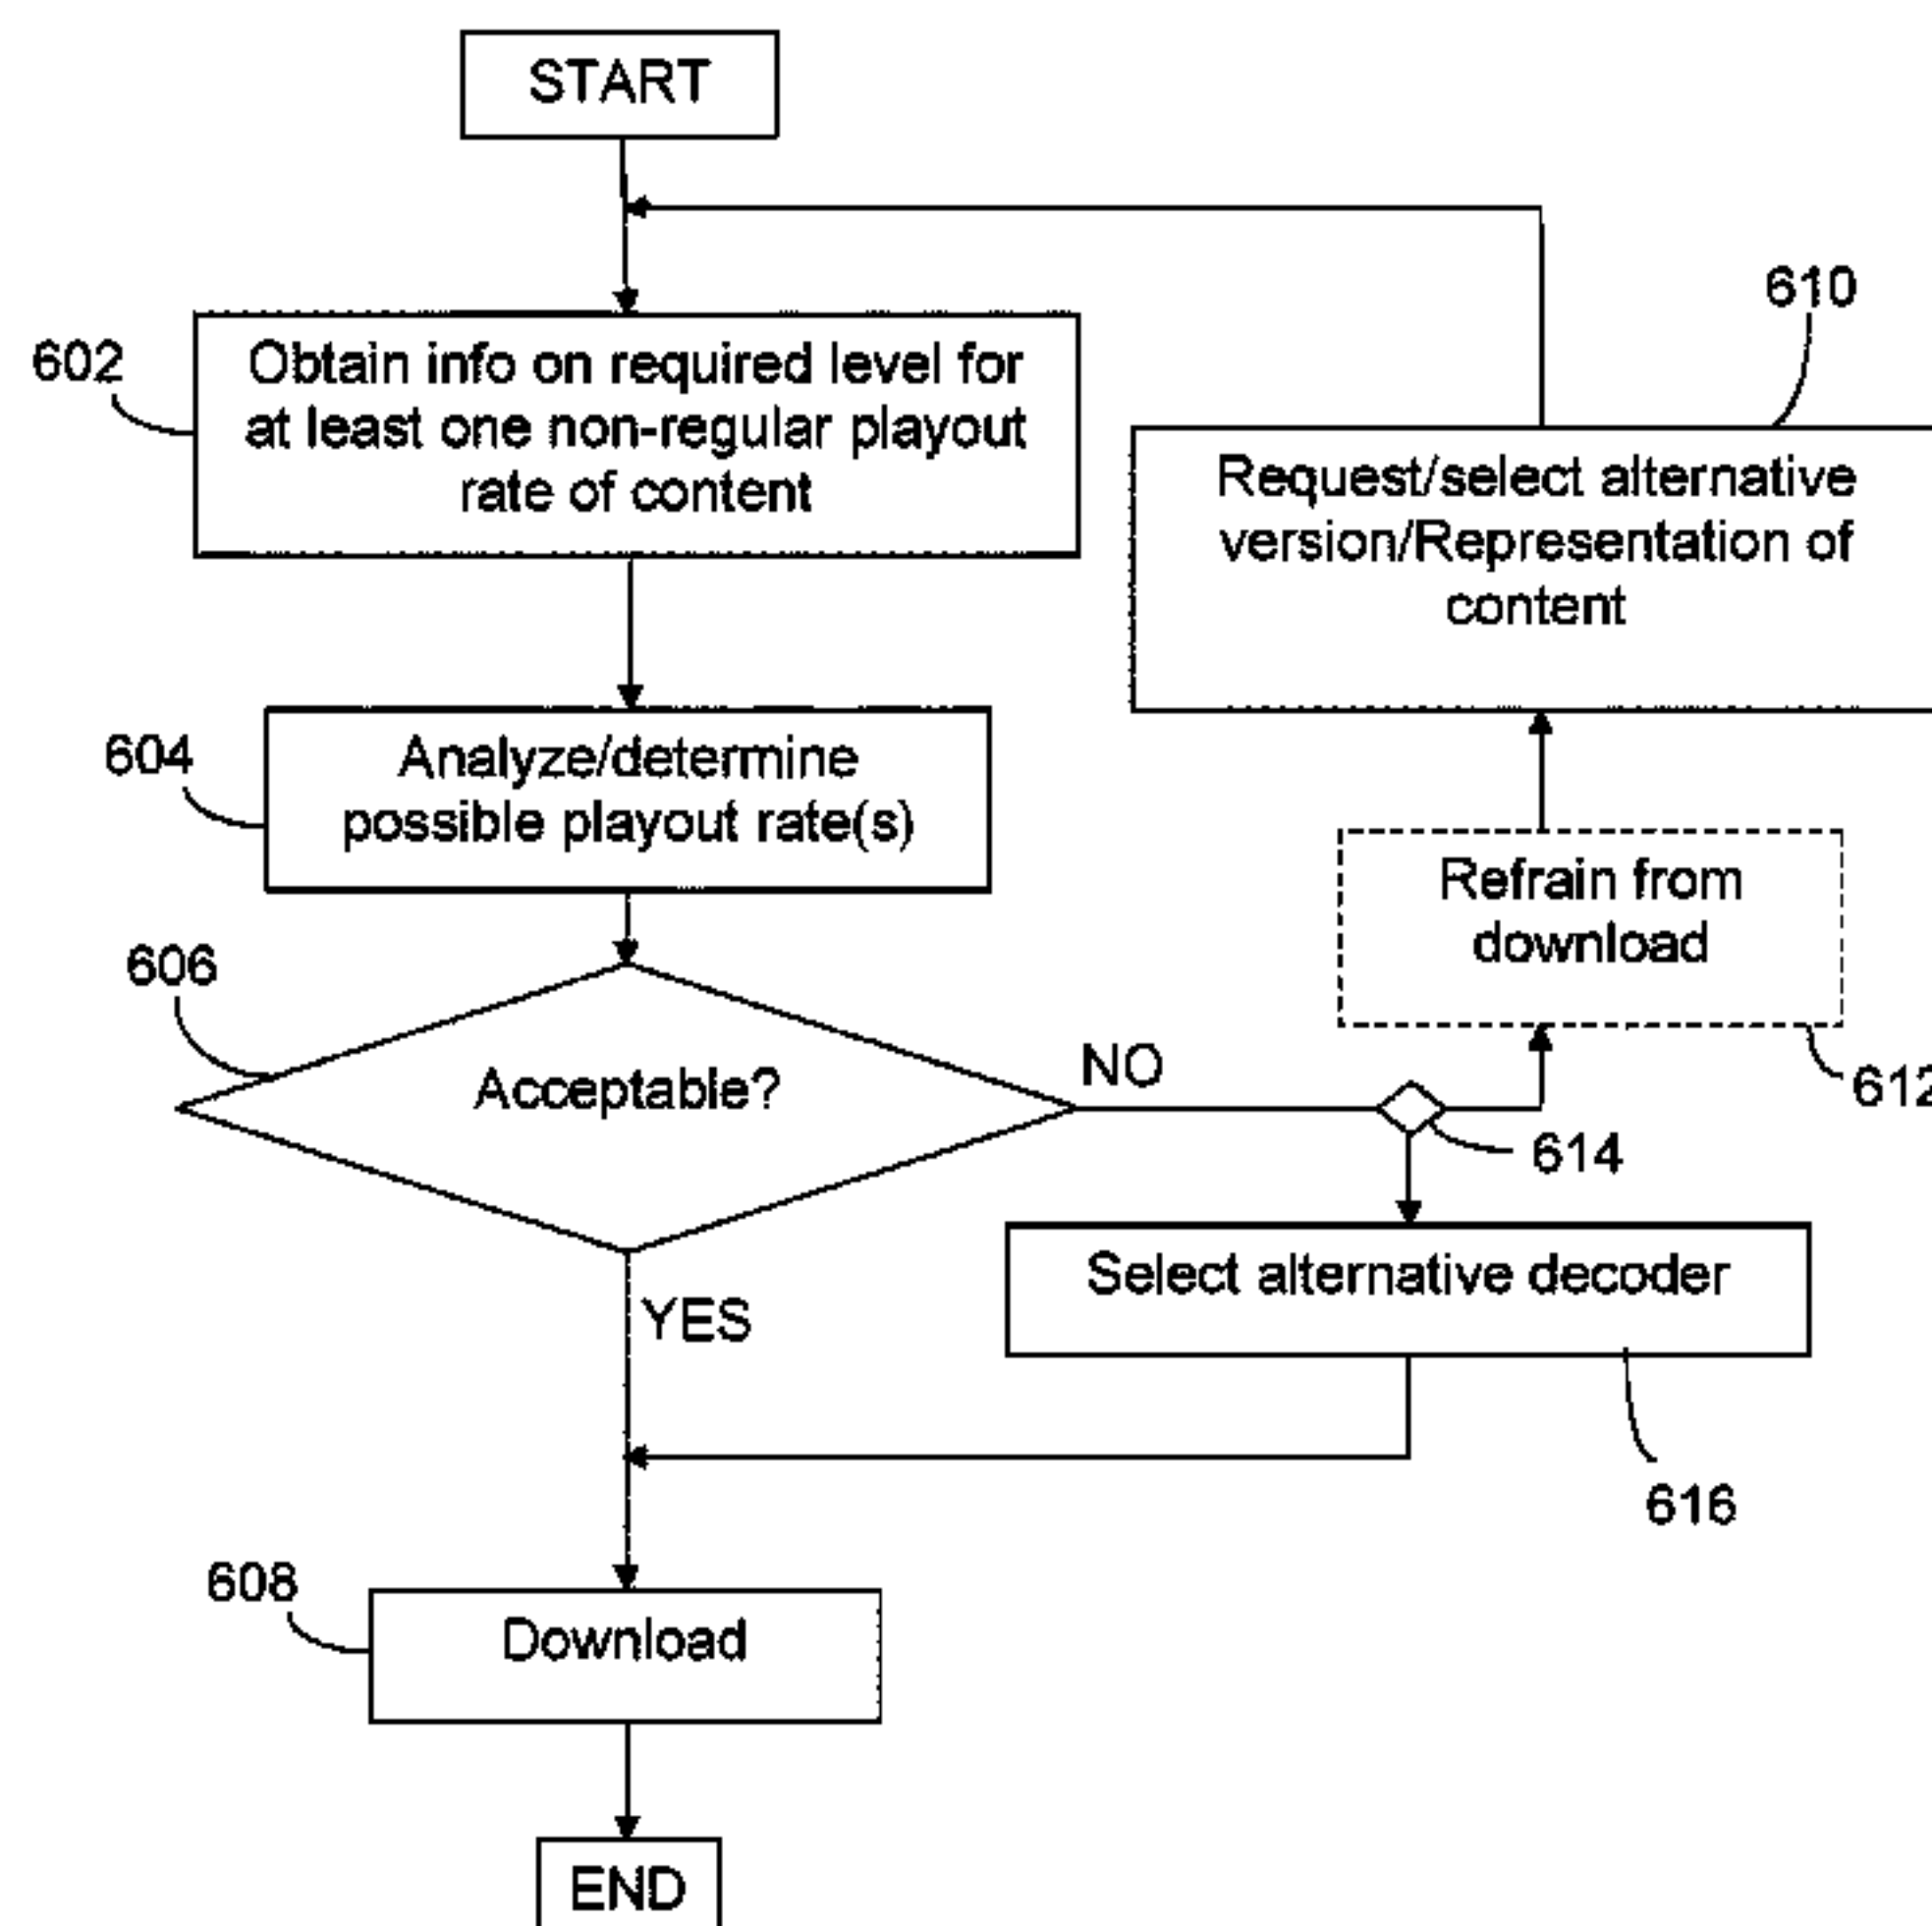 START
610
602
Obtain info on required level for
at least one non-regular playout
rate of content
Request/select alternative
version/Representation of
content
604
Analyze/determine
possible playout rate(s)
Refrain from
download
606
Acceptable?
NO
612
614
Select alternative decoder
YES
616
608
Download
END